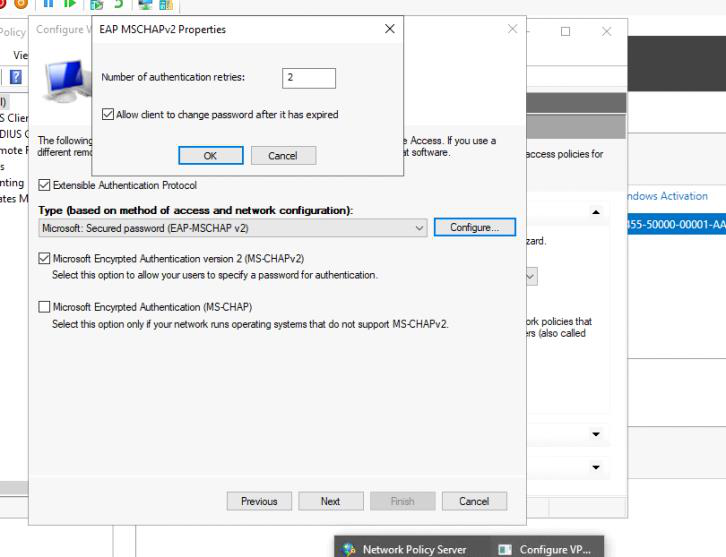 Policy
Configure V
EAP MSCHAPv2 Properties
Vie
Number of authentication retries:
2
Allow client to change password after it has expired
OK
Cancel
The following
e Access. If you use a
different remo
at software.
access policies for
Extensible Authentication Protocol
Type (based on method of access and network configuration):
Microsoft: Secured password (EAP-MSCHAP v2)
Configure...
Microsoft Encrypted Authentication version 2 (MS-CHAPv2)
Select this option to allow your users to specify a password for authentication.
Microsoft Encrypted Authentication (MS-CHAP)
Select this option only if your network runs operating systems that do not support MS-CHAPv2.
l)
S Clier
DIUS C
mote F
s
nting
ates M
ndows Activation
455-50000-00001-AA
zard.
ork policies that
ers (also called
Previous
Next
Finish
Cancel
Network Policy Server
Configure VP...